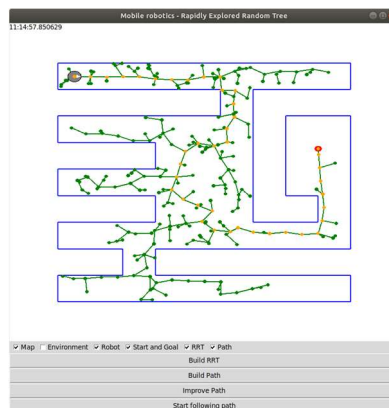 Mobile robotics - Rapidly Explored Random Tree
11:14:57.850629
Map Environment Robot Start and Goal RRT Path
Build RRT
Build Path
Improve Path
Start following path